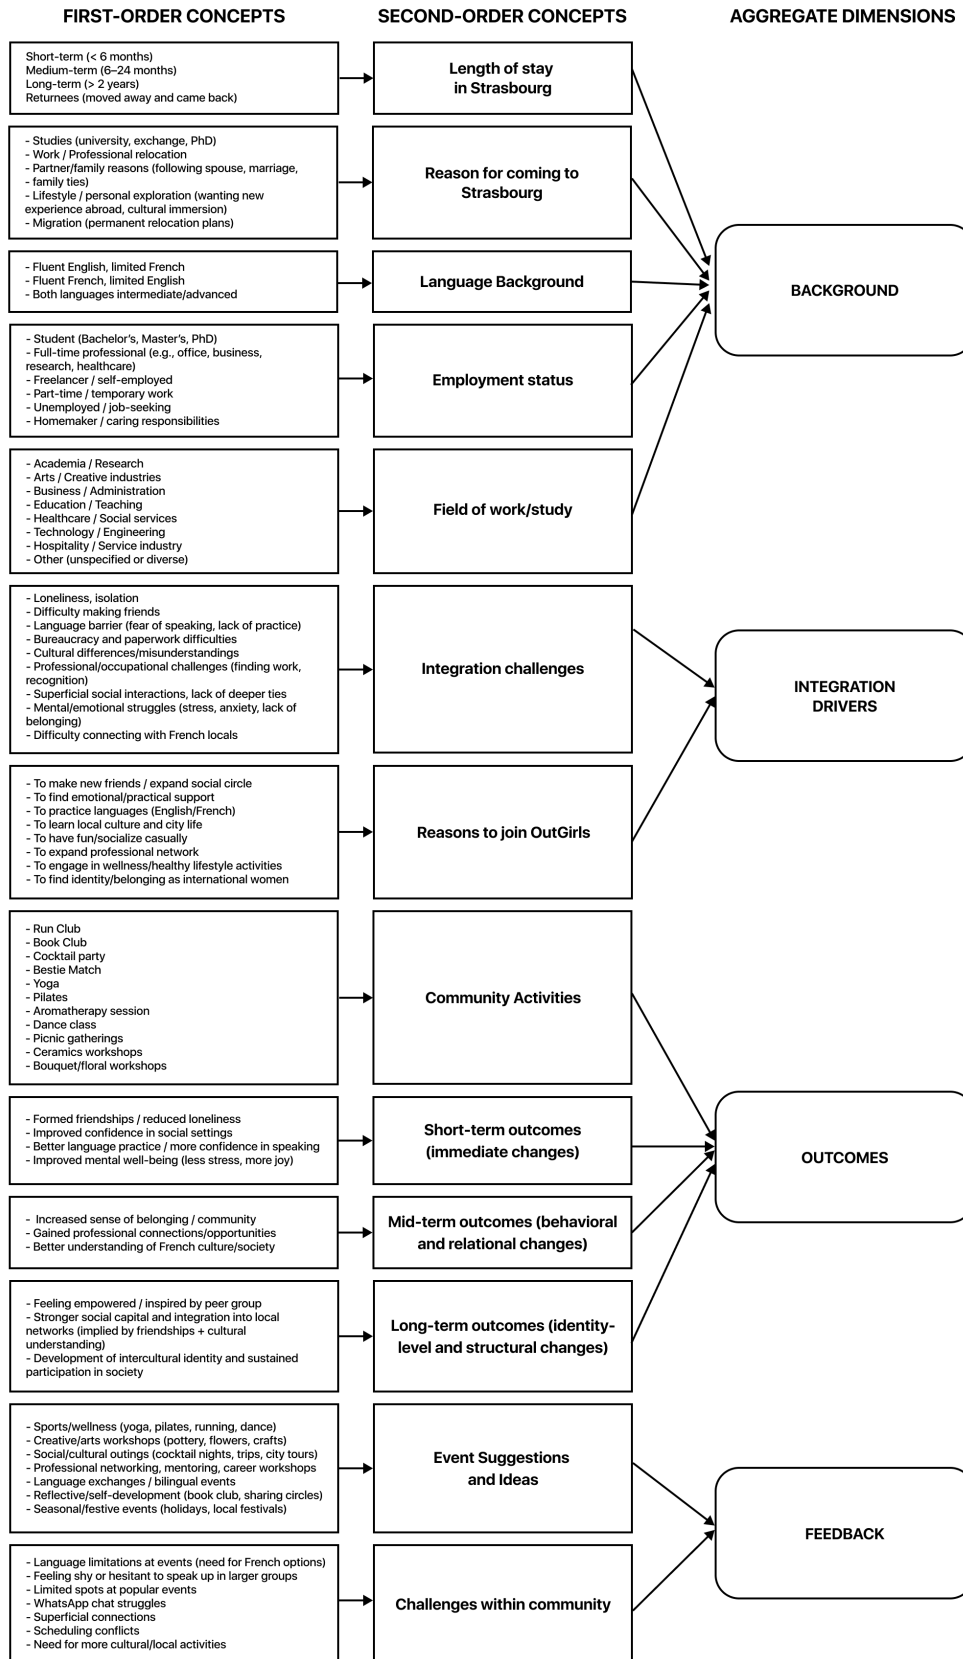 FIRST-ORDER CONCEPTS
SECOND-ORDER CONCEPTS
AGGREGATE DIMENSIONS
Short-term (< 6 months)
Medium-term (6–24 months)
Long-term (> 2 years)
Returnees (moved away and came back)
Length of stay
in Strasbourg
- Studies (university, exchange, PhD)
- Work / Professional relocation
- Partner/family reasons (following spouse, marriage,
- family ties)
- Lifestyle / personal exploration (wanting new
experience abroad, cultural immersion)
- Migration (permanent relocation plans)
Reason for coming to
Strasbourg
- Fluent English, limited French
- Fluent French, limited English
- Both languages intermediate/advanced
Language Background
- Student (Bachelor's, Master's, PhD)
- Full-time professional (e.g., office, business,
research, healthcare)
- Freelancer / self-employed
- Part-time / temporary work
- Unemployed / job-seeking
- Homemaker / caring responsibilities
Employment status
- Academia / Research
- Arts / Creative industries
- Business / Administration
- Education / Teaching
- Healthcare / Social services
- Technology / Engineering
- Hospitality / Service industry
- Other (unspecified or diverse)
Field of work/study
BACKGROUND
- Loneliness, isolation
- Difficulty making friends
- Language barrier (fear of speaking, lack of practice)
- Bureaucracy and paperwork difficulties
- Cultural differences/misunderstandings
- Professional/occupational challenges (finding work,
recognition)
- Superficial social interactions, lack of deeper ties
- Mental/emotional struggles (stress, anxiety, lack of
belonging)
- Difficulty connecting with French locals
Integration challenges
- To make new friends / expand social circle
- To find emotional/practical support
- To practice languages (English/French)
- To learn local culture and city life
- To have fun/socialize casually
- To expand professional network
- To engage in wellness/healthy lifestyle activities
- To find identity/belonging as international women
Reasons to join OutGirls
INTEGRATION
DRIVERS
- Run Club
- Book Club
- Cocktail party
- Bestie Match
- Yoga
- Pilates
- Aromatherapy session
- Dance class
- Picnic gatherings
- Ceramics workshops
- Bouquet/floral workshops
Community Activities
- Formed friendships / reduced loneliness
- Improved confidence in social settings
- Better language practice / more confidence in speaking
- Improved mental well-being (less stress, more joy)
Short-term outcomes
(immediate changes)
- Increased sense of belonging / community
- Gained professional connections/opportunities
- Better understanding of French culture/society
Mid-term outcomes (behavioral
and relational changes)
- Feeling empowered / inspired by peer group
- Stronger social capital and integration into local
networks (implied by friendships + cultural
understanding)
- Development of intercultural identity and sustained
participation in society
Long-term outcomes (identity-
level and structural changes)
OUTCOMES
- Sports/wellness (yoga, pilates, running, dance)
- Creative/arts workshops (pottery, flowers, crafts)
- Social/cultural outings (cocktail nights, trips, city tours)
- Professional networking, mentoring, career workshops
- Language exchanges / bilingual events
- Reflective/self-development (book club, sharing circles)
- Seasonal/festive events (holidays, local festivals)
Event Suggestions
and Ideas
- Language limitations at events (need for French options)
- Feeling shy or hesitant to speak up in larger groups
- Limited spots at popular events
- WhatsApp chat struggles
- Superficial connections
- Scheduling conflicts
- Need for more cultural/local activities
Challenges within community
FEEDBACK